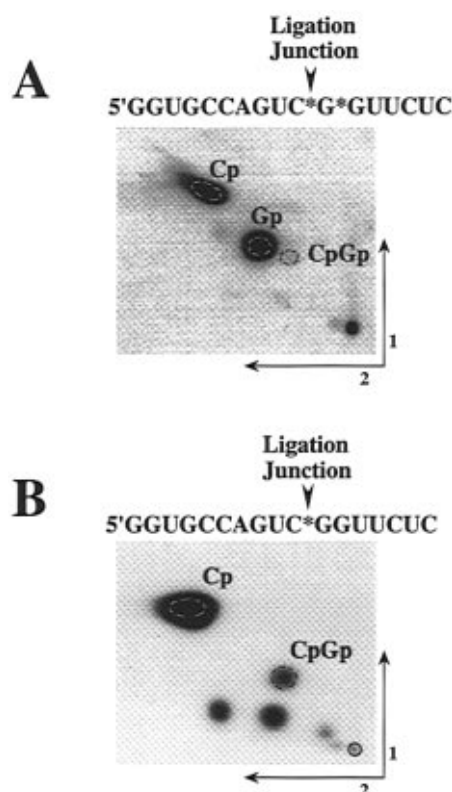 A
Ligation
Junction
5'GGUGCCAGUC*G*GUUCUC
Cp
Gp
CpGp
1
2
B
Ligation
Junction
5'GGUGCCAGUC*GGUUCUC
Cp
CpGp
1
2